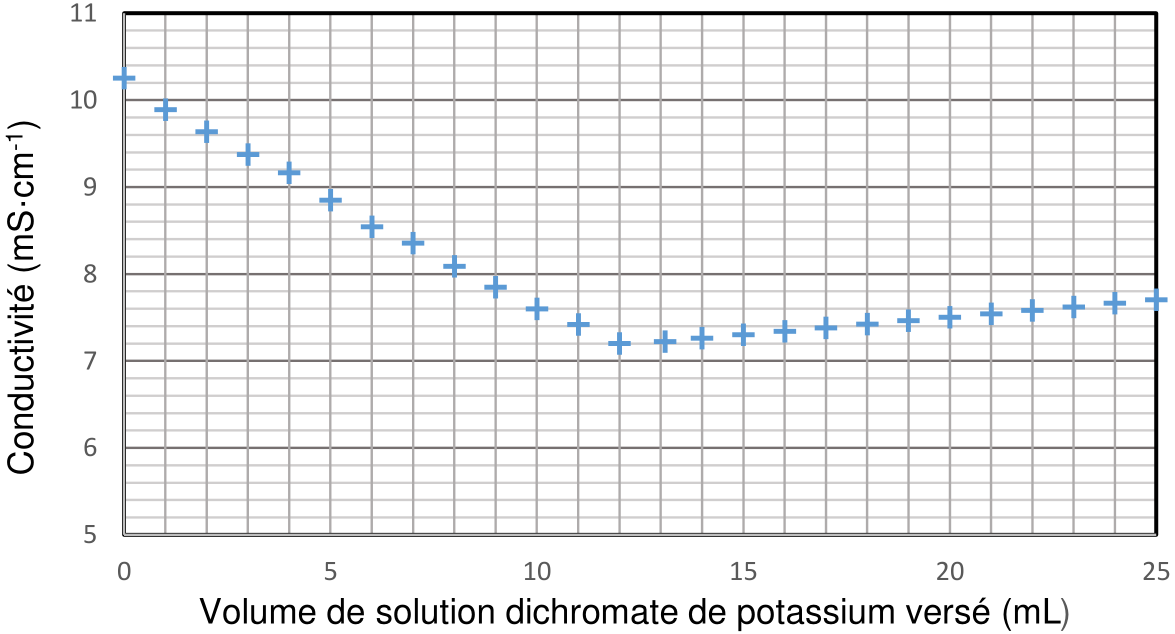 11
10
9
8
7
6
5
Conductivité (mS·cm⁻¹)
0 5 10 15 20 25
Volume de solution dichromate de potassium versé (mL)